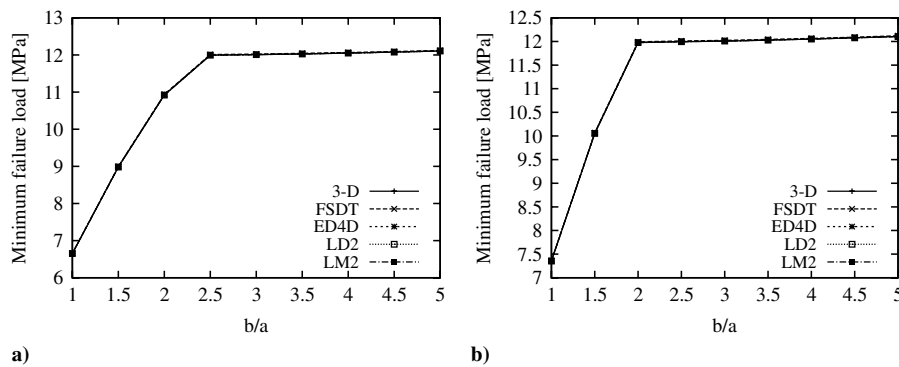 13
12
11
10
9
8
7
6
Minimum failure load [MPa]
3-D
FSDT
ED4D
LD2
LM2
1 1.5 2 2.5 3 3.5 4 4.5 5
b/a
a)
12.5
12
11.5
11
10.5
10
9.5
9
8.5
8
7.5
7
Minimum failure load [MPa]
3-D
FSDT
ED4D
LD2
LM2
1 1.5 2 2.5 3 3.5 4 4.5 5
b/a
b)